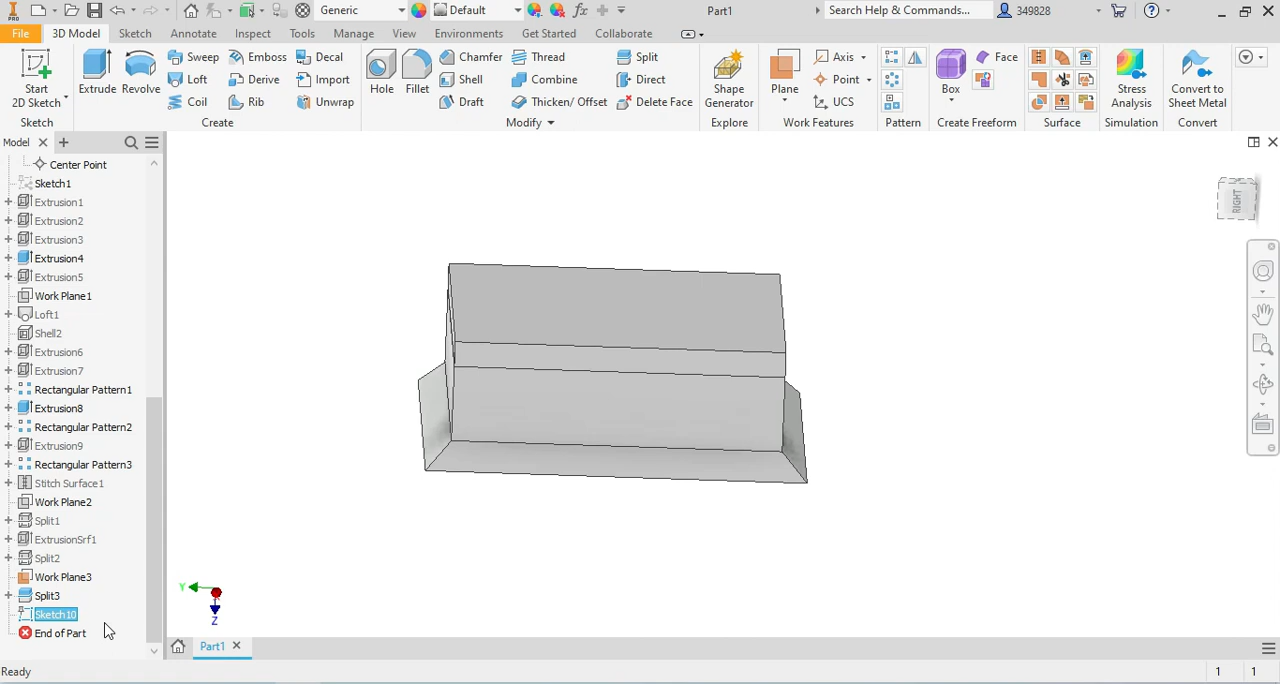 PRO
Generic
Default
Part1
Search Help & Commands...
349828
File
3D Model
Sketch
Annotate
Inspect
Tools
Manage
View
Environments
Get Started
Collaborate
Start
2D Sketch
Extrude
Revolve
Sweep
Loft
Coil
Emboss
Derive
Rib
Decal
Import
Unwrap
Hole
Fillet
Chamfer
Shell
Draft
Thread
Combine
Thicken/ Offset
Split
Direct
Delete Face
Shape
Generator
Plane
Axis
Point
UCS
Box
Face
Stress
Analysis
Convert to
Sheet Metal
Sketch
Create
Modify
Explore
Work Features
Pattern
Create Freeform
Surface
Simulation
Convert
Model
Center Point
Sketch1
Extrusion1
Extrusion2
Extrusion3
Extrusion4
Extrusion5
Work Plane1
Loft1
Shell2
Extrusion6
Extrusion7
Rectangular Pattern1
Extrusion8
Rectangular Pattern2
Extrusion9
Rectangular Pattern3
Stitch Surface1
Work Plane2
Split1
ExtrusionSrf1
Split2
Work Plane3
Split3
Sketch10
End of Part
RIGHT
Y
Z
Part1
Ready
1
1